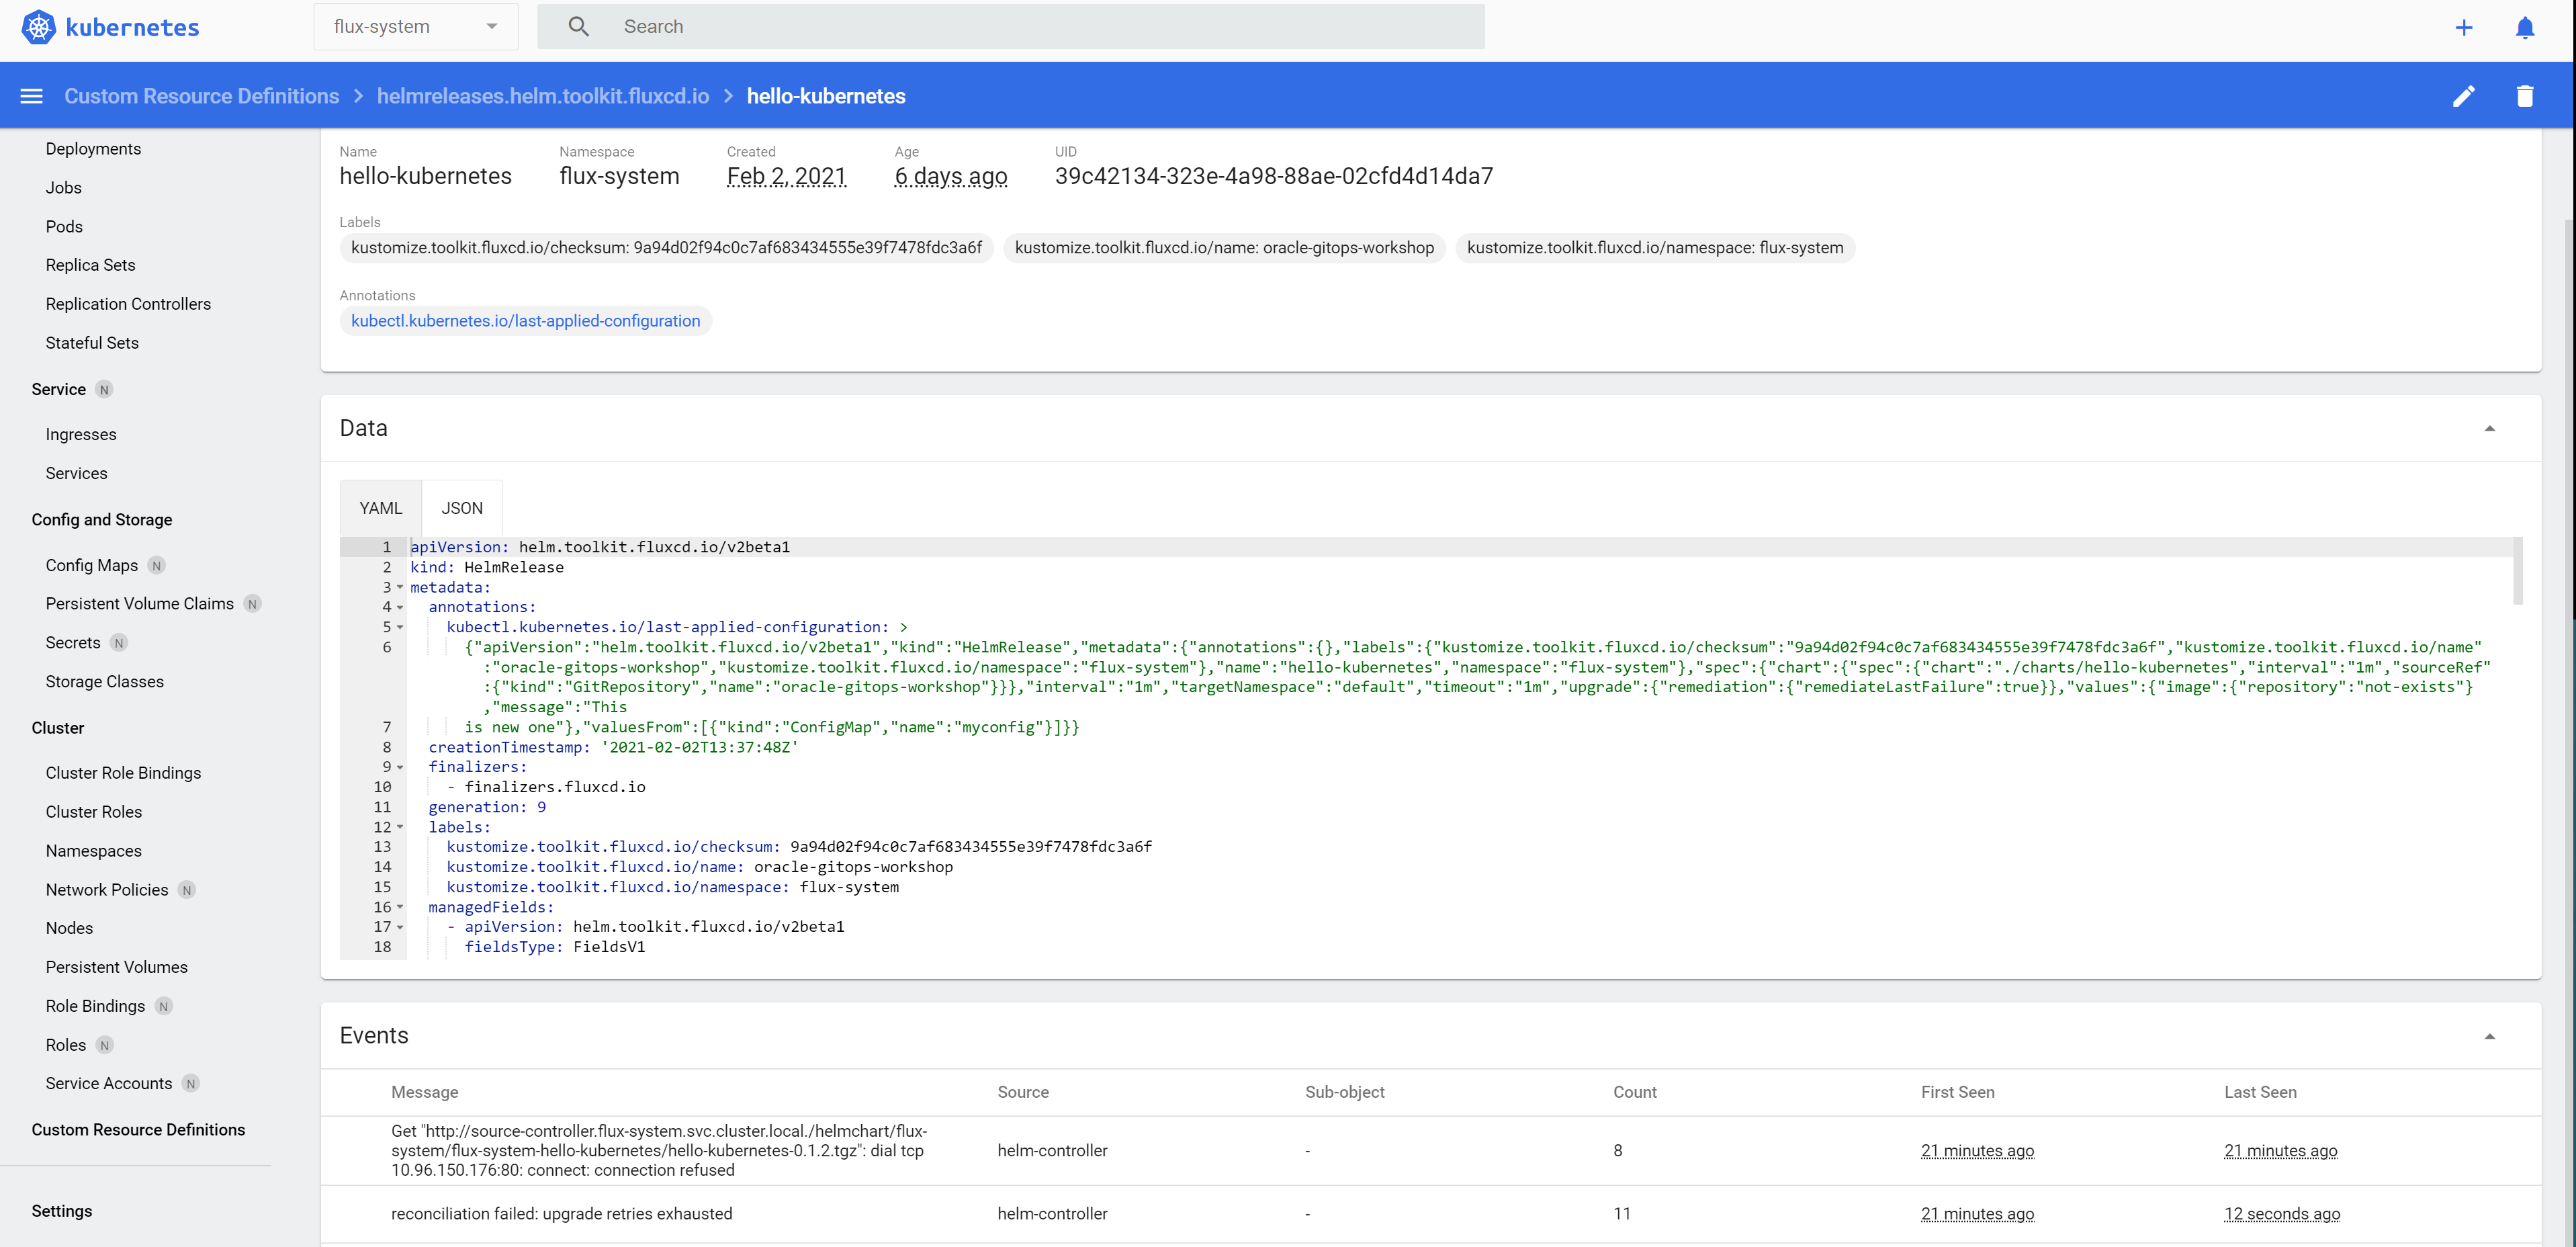 kubernetes
flux-system
Search
Custom Resource Definitions > helmreleases.helm.toolkit.fluxcd.io > hello-kubernetes
Deployments
Jobs
Pods
Replica Sets
Replication Controllers
Stateful Sets
Service N
Ingresses
Services
Config and Storage
Config Maps N
Persistent Volume Claims N
Secrets N
Storage Classes
Cluster
Cluster Role Bindings
Cluster Roles
Namespaces
Network Policies N
Nodes
Persistent Volumes
Role Bindings N
Roles N
Service Accounts N
Custom Resource Definitions
Settings
Name Namespace Created Age UID
hello-kubernetes flux-system Feb 2, 2021 6 days ago 39c42134-323e-4a98-88ae-02cfd4d14da7
Labels
kustomize.toolkit.fluxcd.io/checksum: 9a94d02f94c0c7af683434555e39f7478fdc3a6f kustomize.toolkit.fluxcd.io/name: oracle-gitops-workshop kustomize.toolkit.fluxcd.io/namespace: flux-system
Annotations
kubectl.kubernetes.io/last-applied-configuration
Data
YAML JSON
1 apiVersion: helm.toolkit.fluxcd.io/v2beta1
2 kind: HelmRelease
3 metadata:
4 annotations:
5 kubectl.kubernetes.io/last-applied-configuration: >
6 {"apiVersion":"helm.toolkit.fluxcd.io/v2beta1","kind":"HelmRelease","metadata":{"annotations":{},"labels":{"kustomize.toolkit.fluxcd.io/checksum":"9a94d02f94c0c7af683434555e39f7478fdc3a6f","kustomize.toolkit.fluxcd.io/name"
:"oracle-gitops-workshop","kustomize.toolkit.fluxcd.io/namespace":"flux-system"},"name":"hello-kubernetes","namespace":"flux-system"},"spec":{"chart":{"spec":{"chart":"./charts/hello-kubernetes","interval":"1m","sourceRef"
:{"kind":"GitRepository","name":"oracle-gitops-workshop"}}},"interval":"1m","targetNamespace":"default","timeout":"1m","upgrade":{"remediation":{"remediateLastFailure":true}},"values":{"image":{"repository":"not-exists"}
,"message":"This
7 is new one"},"valuesFrom":[{"kind":"ConfigMap","name":"myconfig"}]}}
8 creationTimestamp: '2021-02-02T13:37:48Z'
9 finalizers:
10 - finalizers.fluxcd.io
11 generation: 9
12 labels:
13 kustomize.toolkit.fluxcd.io/checksum: 9a94d02f94c0c7af683434555e39f7478fdc3a6f
14 kustomize.toolkit.fluxcd.io/name: oracle-gitops-workshop
15 kustomize.toolkit.fluxcd.io/namespace: flux-system
16 managedFields:
17 - apiVersion: helm.toolkit.fluxcd.io/v2beta1
18 fieldsType: FieldsV1
Events
Message Source Sub-object Count First Seen Last Seen
Get "http://source-controller.flux-system.svc.cluster.local./helmchart/flux-
system/flux-system-hello-kubernetes/hello-kubernetes-0.1.2.tgz": dial tcp
10.96.150.176:80: connect: connection refused
helm-controller - 8 21 minutes ago 21 minutes ago
reconciliation failed: upgrade retries exhausted helm-controller - 11 21 minutes ago 12 seconds ago